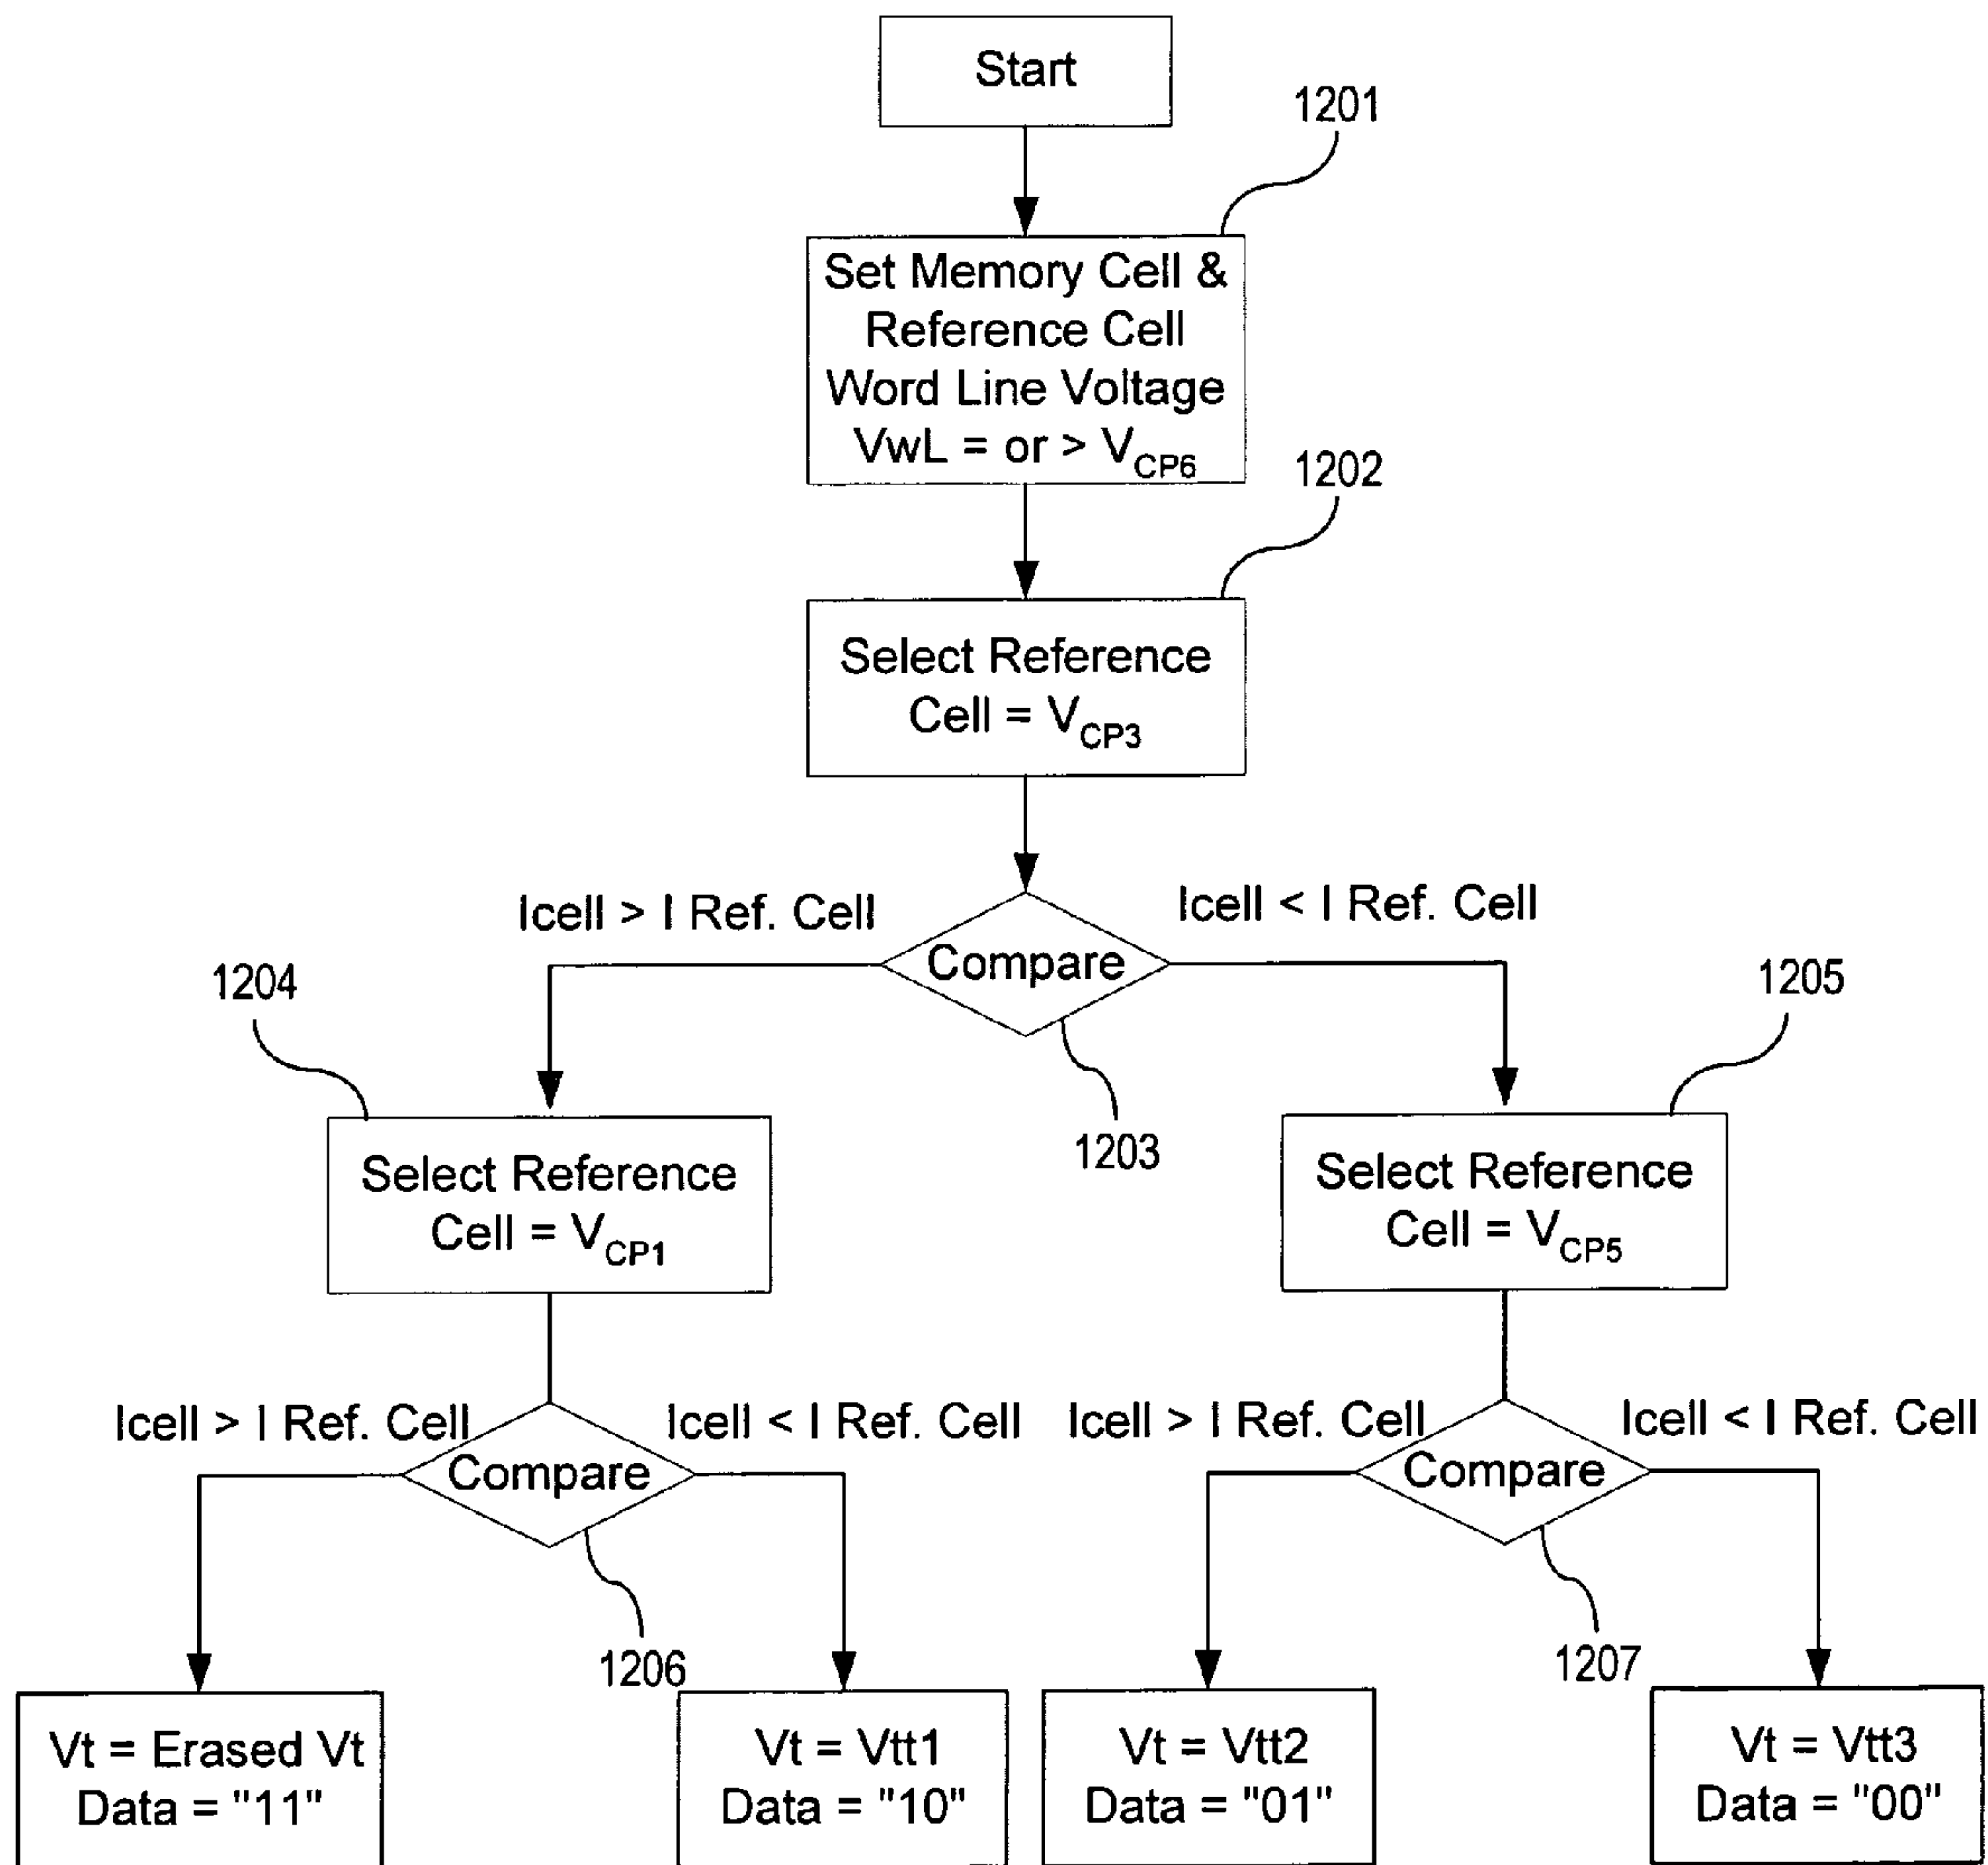 Start
1201
Set Memory Cell &
Reference Cell
Word Line Voltage
VwL = or > VCP6
1202
Select Reference
Cell = VCP3
Icell > I Ref. Cell
Icell < I Ref. Cell
Compare
1203
1204
1205
Select Reference
Cell = VCP1
Select Reference
Cell = VCP5
Icell > I Ref. Cell
Icell < I Ref. Cell
Compare
1206
Icell > I Ref. Cell
Icell < I Ref. Cell
Compare
1207
Vt = Erased Vt
Data = "11"
Vt = Vtt1
Data = "10"
Vt = Vtt2
Data = "01"
Vt = Vtt3
Data = "00"